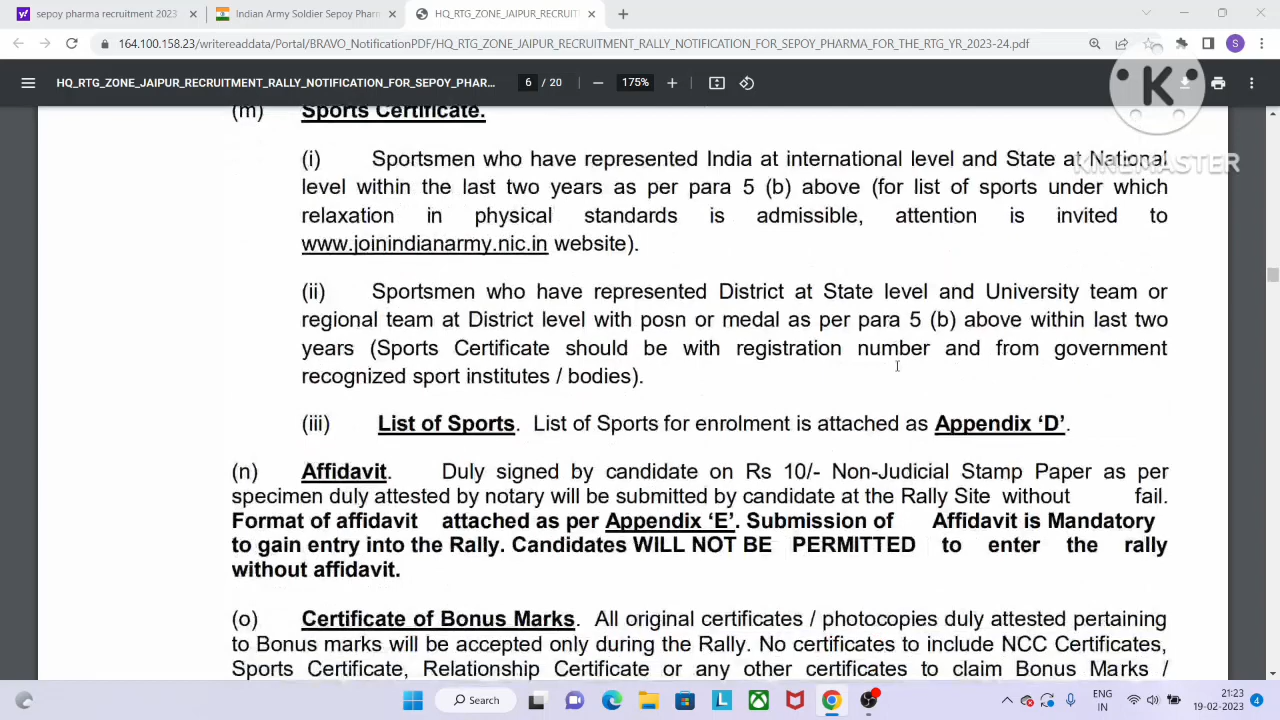 sepoy pharma recruitment 2023
Indian Army Soldier Sepoy Pharm
HQ_RTG_ZONE_JAIPUR_RECRUIT
164.100.158.23/writereaddata/Portal/BRAVO_NotificationPDF/HQ_RTG_ZONE_JAIPUR_RECRUITMENT_RALLY_NOTIFICATION_FOR_SEPOY_PHARMA_FOR_THE_RTG_YR_2023-24.pdf
S
HQ_RTG_ZONE_JAIPUR_RECRUITMENT_RALLY_NOTIFICATION_FOR_SEPOY_PHAR...
6 / 20
175%
K
KINEMASTER
(m) Sports Certificate.
(i) Sportsmen who have represented India at international level and State at National
level within the last two years as per para 5 (b) above (for list of sports under which
relaxation in physical standards is admissible, attention is invited to
www.joinindianarmy.nic.in website).
(ii) Sportsmen who have represented District at State level and University team or
regional team at District level with posn or medal as per para 5 (b) above within last two
years (Sports Certificate should be with registration number and from government
recognized sport institutes / bodies).
(iii) List of Sports. List of Sports for enrolment is attached as Appendix ‘D’.
(n) Affidavit. Duly signed by candidate on Rs 10/- Non-Judicial Stamp Paper as per
specimen duly attested by notary will be submitted by candidate at the Rally Site without fail.
Format of affidavit attached as per Appendix ‘E’. Submission of Affidavit is Mandatory
to gain entry into the Rally. Candidates WILL NOT BE PERMITTED to enter the rally
without affidavit.
(o) Certificate of Bonus Marks. All original certificates / photocopies duly attested pertaining
to Bonus marks will be accepted only during the Rally. No certificates to include NCC Certificates,
Sports Certificate, Relationship Certificate or any other certificates to claim Bonus Marks /
Search
L
ENG
IN
21:23
19-02-2023
4